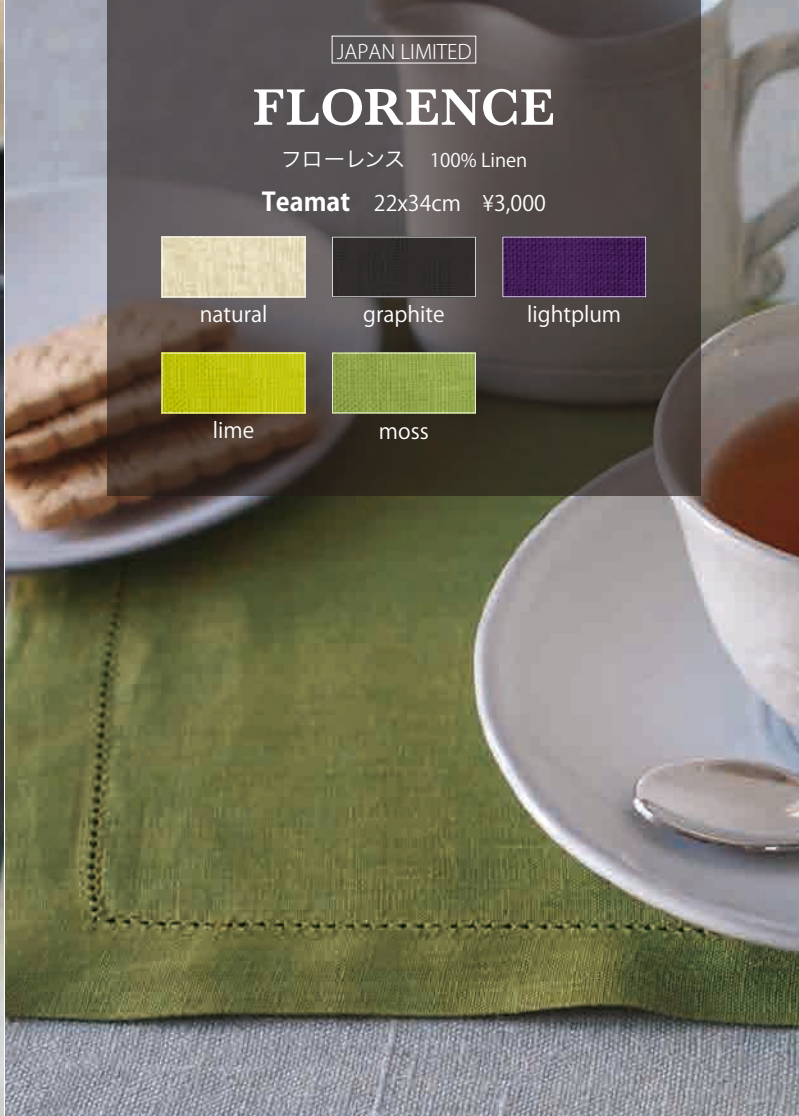 JAPAN LIMITED
FLORENCE
フローレンス 100% Linen
Teamat 22x34cm ¥3,000
natural graphite lightplum
lime moss